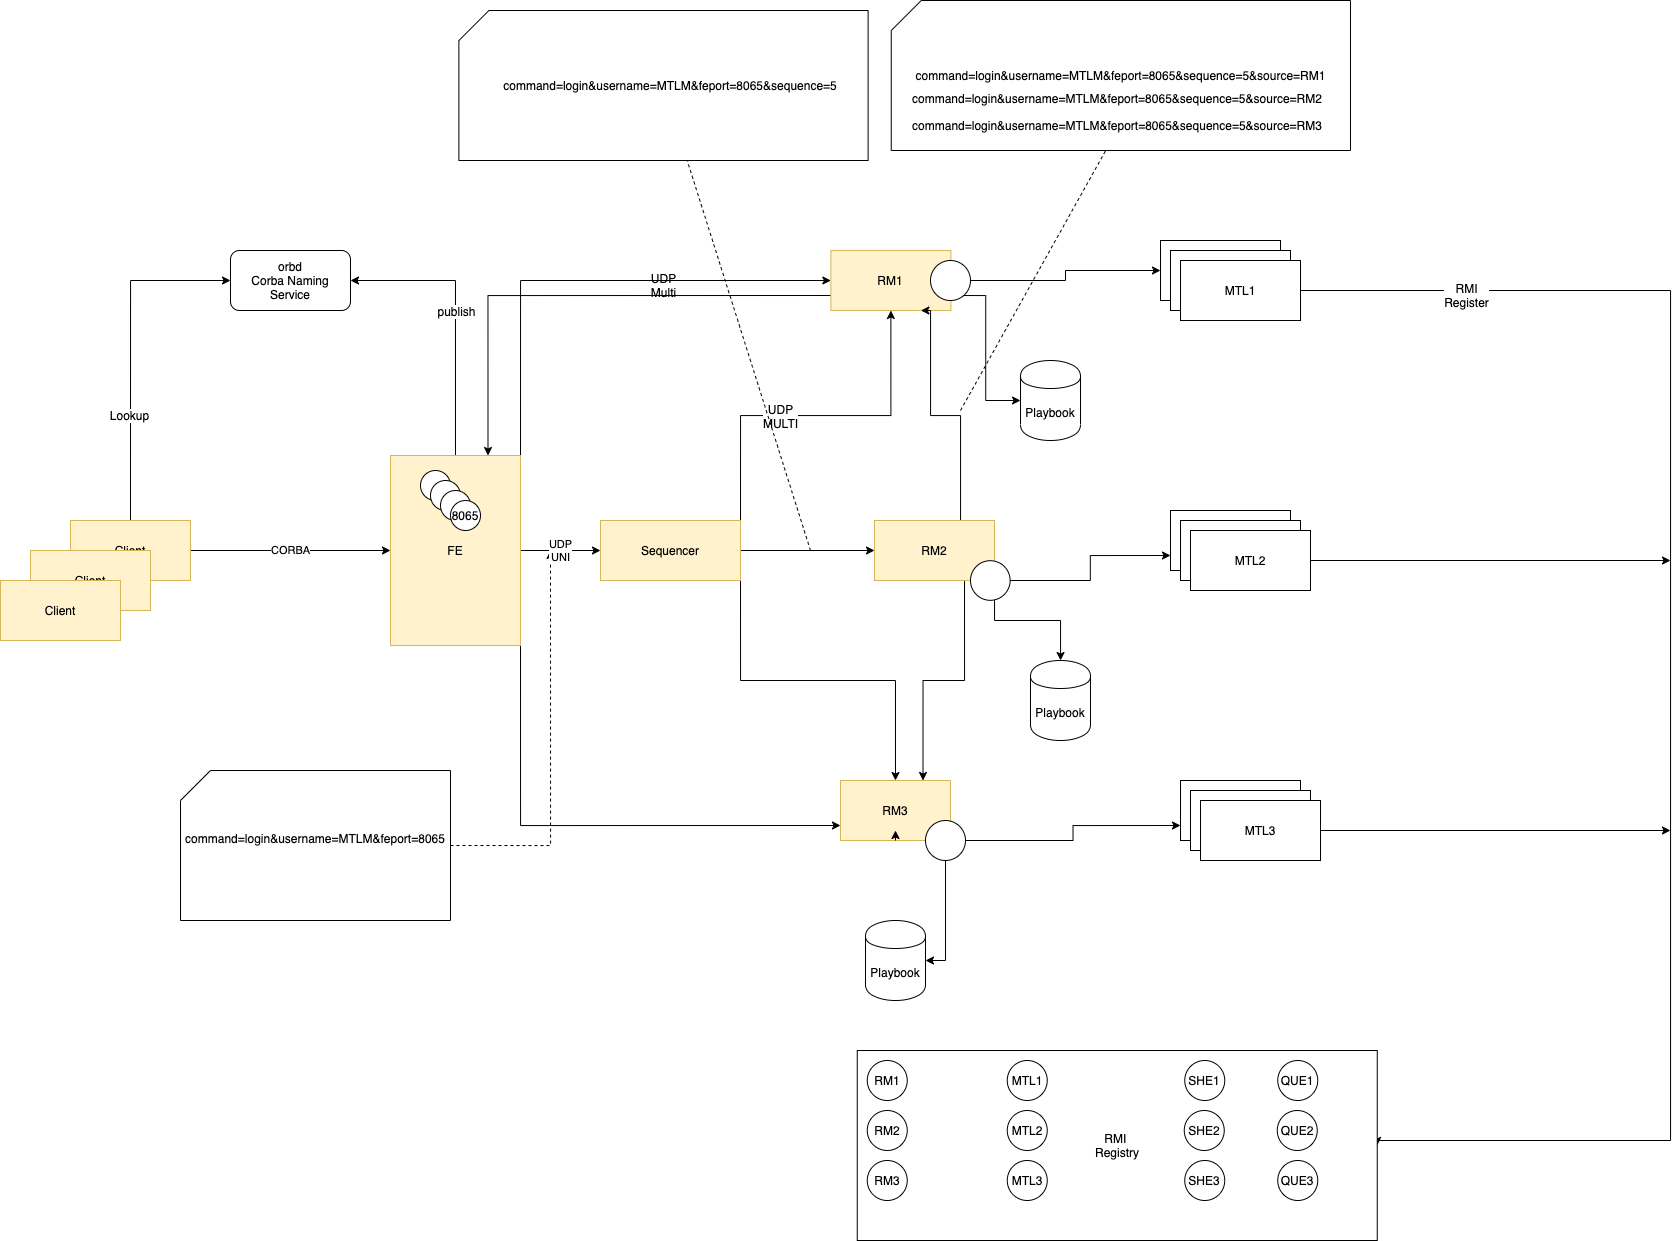 command=login&username=MTLM&feport=8065&sequence=5
command=login&username=MTLM&feport=8065&sequence=5&source=RM1
command=login&username=MTLM&feport=8065&sequence=5&source=RM2
command=login&username=MTLM&feport=8065&sequence=5&source=RM3
orbd
Corba Naming
Service
publish
Lookup
UDP
Multi
RM1
MTL1
RMI
Register
Playbook
UDP
MULTI
8065
FE
Client
Client
Client
CORBA
UDP
UNI
Sequencer
RM2
MTL2
Playbook
command=login&username=MTLM&feport=8065
RM3
MTL3
Playbook
RM1
MTL1
SHE1
QUE1
RM2
MTL2
SHE2
QUE2
RMI
Registry
RM3
MTL3
SHE3
QUE3